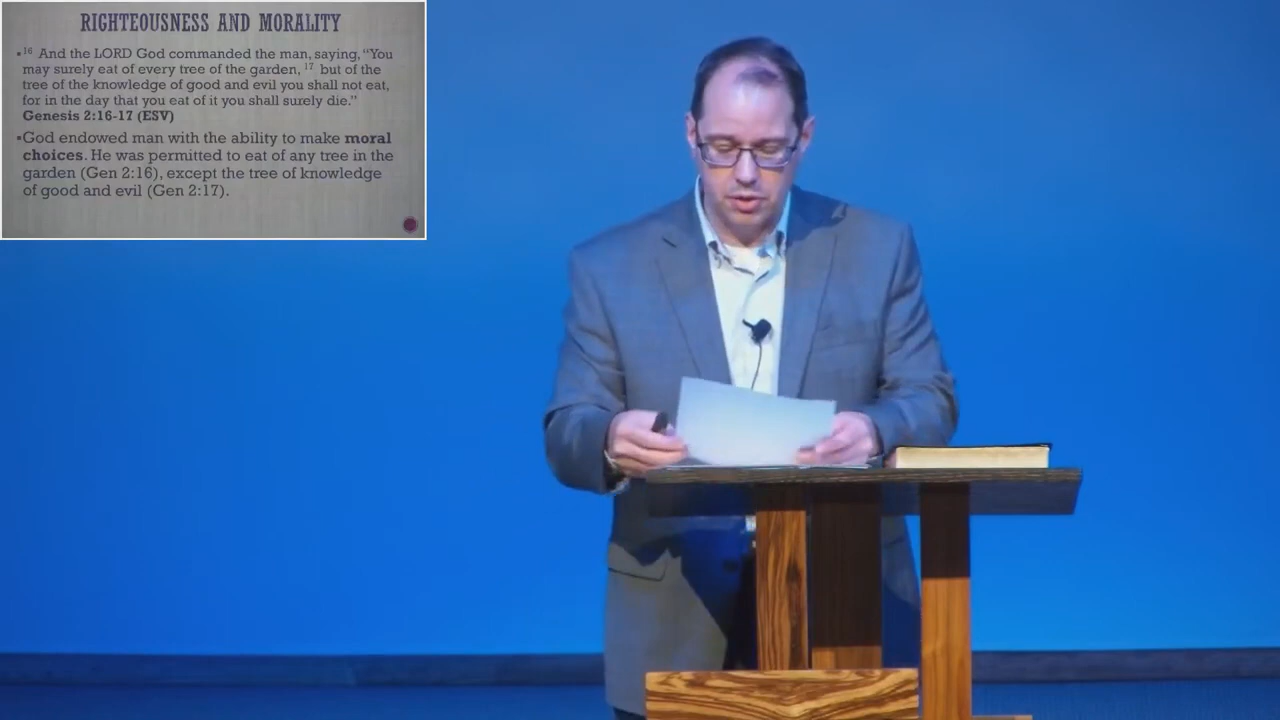 RIGHTEOUSNESS AND MORALITY
▪16 And the LORD God commanded the man, saying, “You
may surely eat of every tree of the garden, 17 but of the
tree of the knowledge of good and evil you shall not eat,
for in the day that you eat of it you shall surely die.”
Genesis 2:16-17 (ESV)
▪God endowed man with the ability to make moral
choices. He was permitted to eat of any tree in the
garden (Gen 2:16), except the tree of knowledge
of good and evil (Gen 2:17).